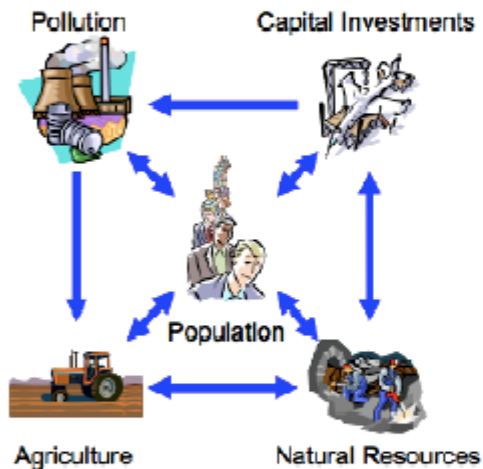 Pollution
Capital Investments
Population
Agriculture
Natural Resources